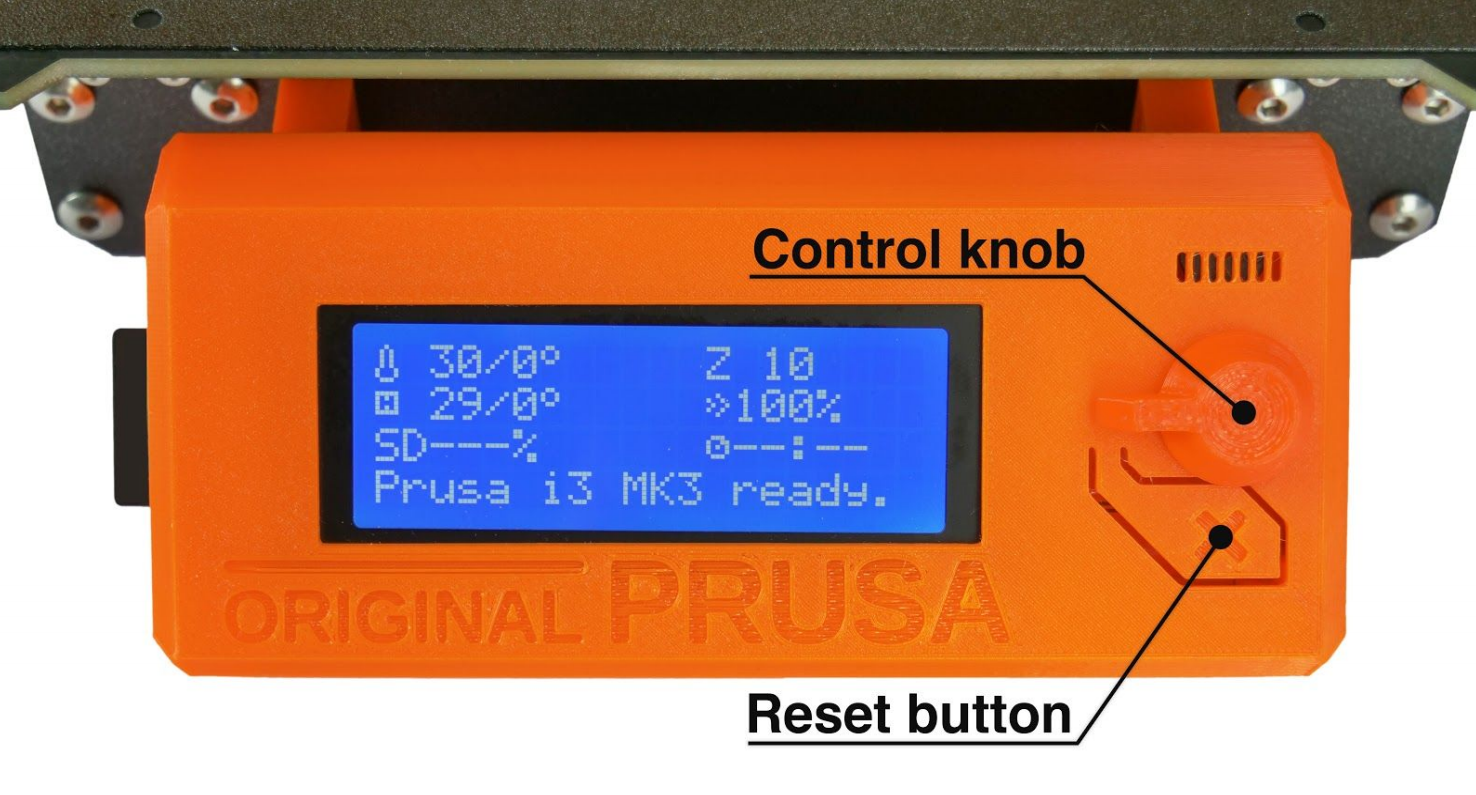 Control knob
30/0° Z 10
29/0° »100%
SD---% --:--
Prusa i3 MK3 ready.
ORIGINAL PRUSA
Reset button